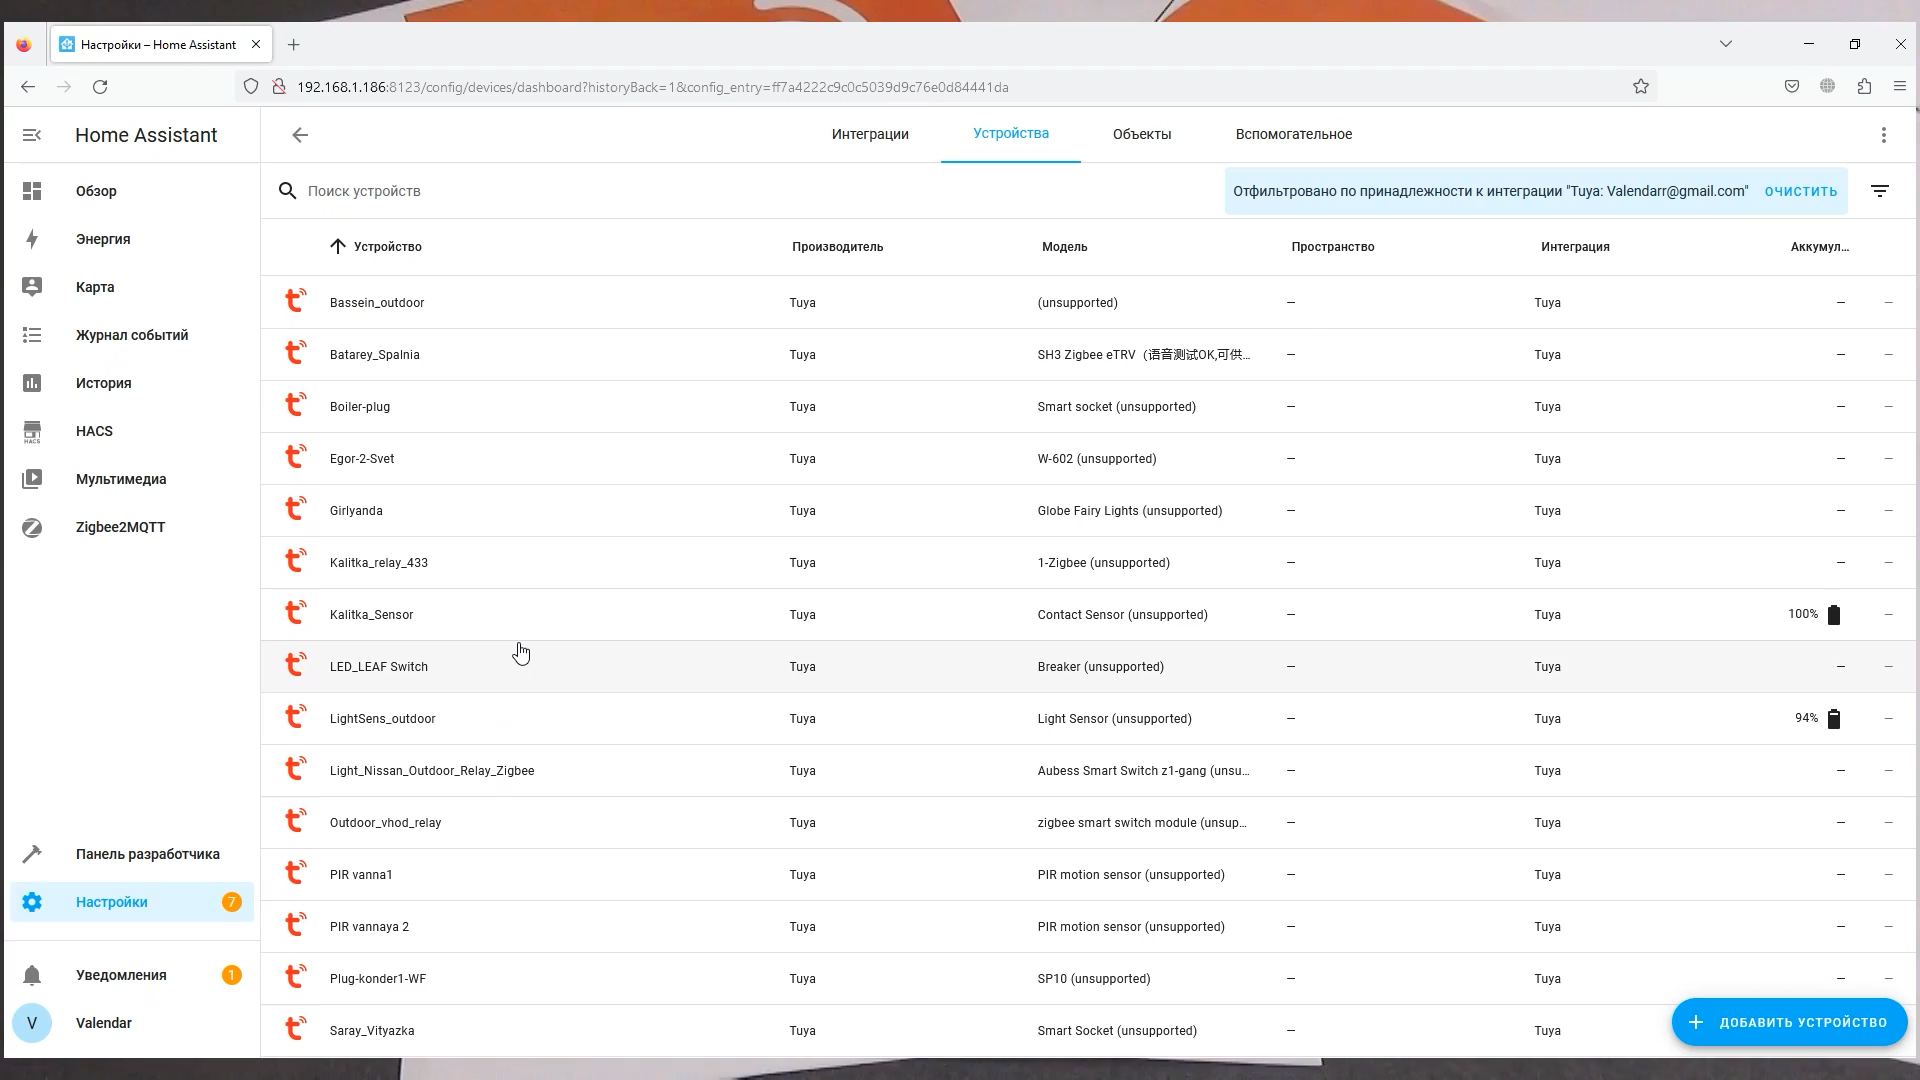 Настройки – Home Assistant
192.168.1.186:8123/config/devices/dashboard?historyBack=1&config_entry=ff7a4222c9c0c5039d9c76e0d84441da
Home Assistant
Интеграции
Устройства
Объекты
Вспомогательное
Обзор
Энергия
Карта
Журнал событий
История
HACS
HACS
Мультимедиа
Zigbee2MQTT
Панель разработчика
Настройки 7
Уведомления 1
V Valendar
Поиск устройств
Отфильтровано по принадлежности к интеграции "Tuya: Valendarr@gmail.com" ОЧИСТИТЬ
Устройство Производитель Модель Пространство Интеграция Аккумул...
Bassein_outdoor Tuya (unsupported) — Tuya — —
Batarey_Spalnia Tuya SH3 Zigbee eTRV（语音测试OK,可供... — Tuya — —
Boiler-plug Tuya Smart socket (unsupported) — Tuya — —
Egor-2-Svet Tuya W-602 (unsupported) — Tuya — —
Girlyanda Tuya Globe Fairy Lights (unsupported) — Tuya — —
Kalitka_relay_433 Tuya 1-Zigbee (unsupported) — Tuya — —
Kalitka_Sensor Tuya Contact Sensor (unsupported) — Tuya 100% —
LED_LEAF Switch Tuya Breaker (unsupported) — Tuya — —
LightSens_outdoor Tuya Light Sensor (unsupported) — Tuya 94% —
Light_Nissan_Outdoor_Relay_Zigbee Tuya Aubess Smart Switch z1-gang (unsu... — Tuya — —
Outdoor_vhod_relay Tuya zigbee smart switch module (unsup... — Tuya — —
PIR vanna1 Tuya PIR motion sensor (unsupported) — Tuya — —
PIR vannaya 2 Tuya PIR motion sensor (unsupported) — Tuya — —
Plug-konder1-WF Tuya SP10 (unsupported) — Tuya — —
Saray_Vityazka Tuya Smart Socket (unsupported) — Tuya
ДОБАВИТЬ УСТРОЙСТВО